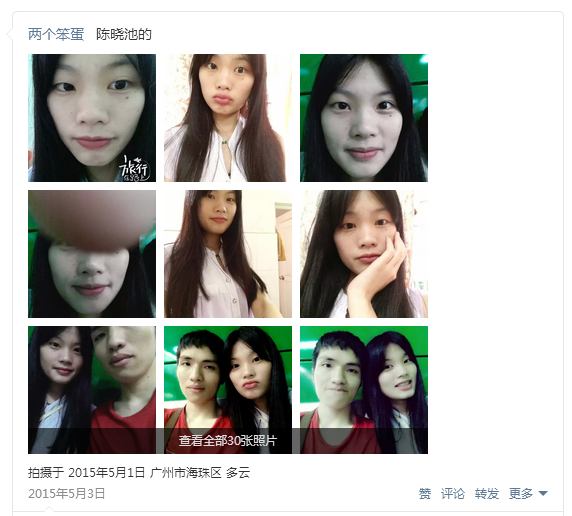 两个笨蛋 陈晓池的
旅行
查看全部30张照片
拍摄于 2015年5月1日 广州市海珠区 多云
2015年5月3日 赞 评论 转发 更多